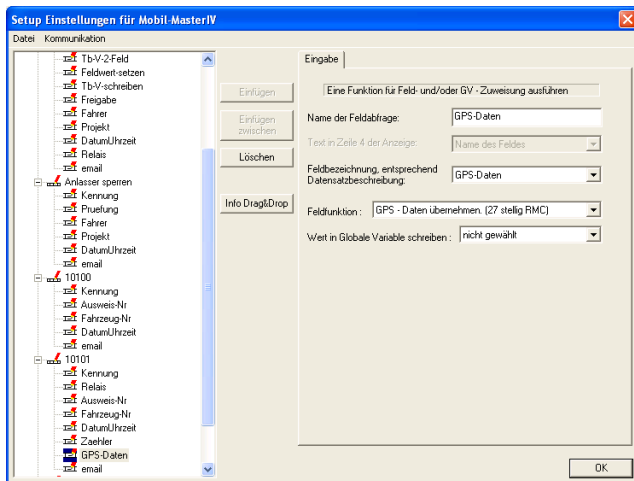 Setup Einstellungen für Mobil-MasterIV
Datei Kommunikation
Tb-V-2-Feld
Feldwert-setzen
Tb-V-schreiben
Freigabe
Fahrer
Projekt
DatumUhrzeit
Relais
email
Anlasser sperren
Kennung
Pruefung
Fahrer
Projekt
DatumUhrzeit
email
10100
Kennung
Ausweis-Nr
Fahrzeug-Nr
DatumUhrzeit
email
10101
Kennung
Relais
Ausweis-Nr
Fahrzeug-Nr
DatumUhrzeit
Zaehler
GPS-Daten
email
Einfügen
Einfügen
zwischen
Löschen
Info Drag&Drop
Eingabe
Eine Funktion für Feld- und/oder GV - Zuweisung ausführen
Name der Feldabfrage: GPS-Daten
Text in Zeile 4 der Anzeige: Name des Feldes
Feldbezeichnung, entsprechend
Datensatzbeschreibung: GPS-Daten
Feldfunktion : GPS - Daten übernehmen. (27 stellig RMC)
Wert in Globale Variable schreiben : nicht gewählt
OK